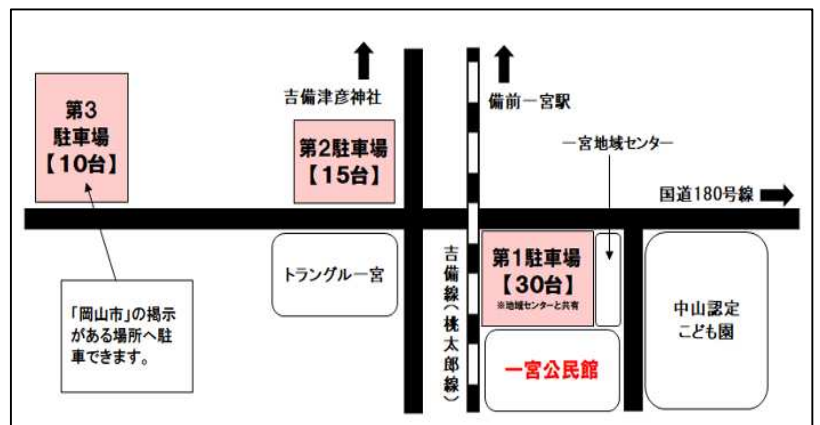 吉備津彦神社
備前一宮駅
第3
駐車場
【10台】
第2駐車場
【15台】
一宮地域センター
国道180号線
トラングル一宮
吉備線(桃太郎線)
第1駐車場
【30台】
※地域センターと共有
「岡山市」の掲示
がある場所へ駐
車できます。
一宮公民館
中山認定
こども園